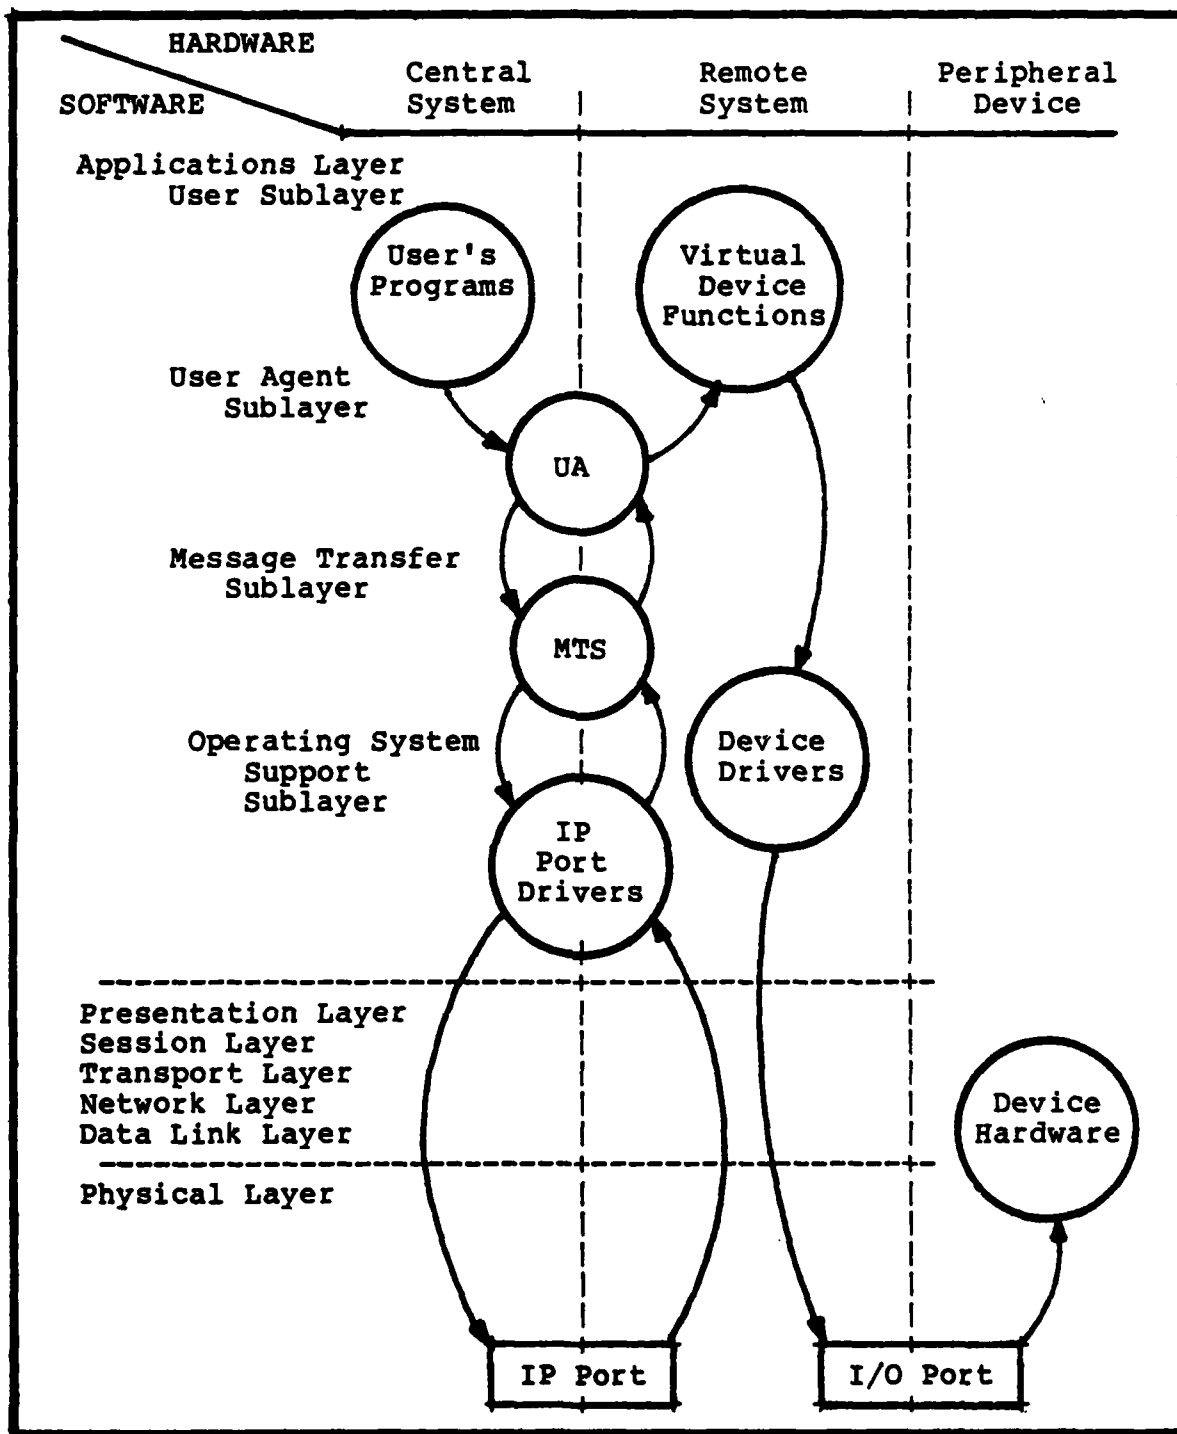 HARDWARE
SOFTWARE
Central
System
Remote
System
Peripheral
Device
Applications Layer
User Sublayer
User's
Programs
Virtual
Device
Functions
User Agent
Sublayer
UA
Message Transfer
Sublayer
MTS
Operating System
Support
Sublayer
Device
Drivers
IP
Port
Drivers
Presentation Layer
Session Layer
Transport Layer
Network Layer
Data Link Layer
Device
Hardware
Physical Layer
IP Port
I/O Port